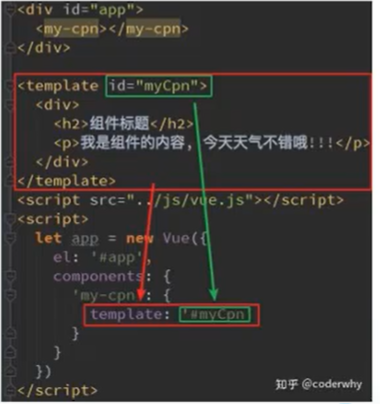 <div id="app">
<my-cpn></my-cpn>
</div>
<template id="myCpn">
<div>
<h2>组件标题</h2>
<p>我是组件的内容, 今天天气不错哦!!!</p>
</div>
</template>
<script src="../js/vue.js"></script>
<script>
let app = new Vue({
el: '#app',
components: {
'my-cpn': {
template: '#myCpn
}
}
})
</script>
知乎 @coderwhy